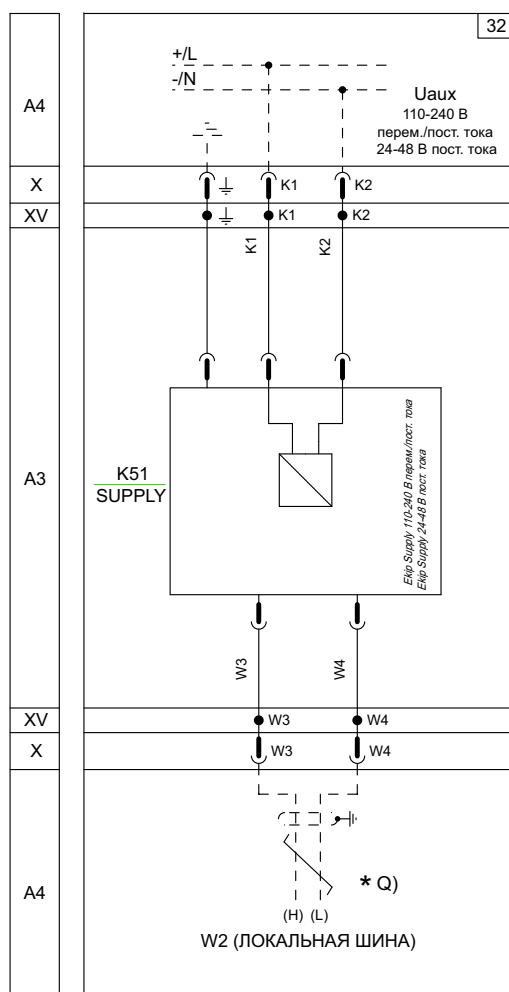 32
+/L
-/N
A4
Uaux
110-240 В
перем./пост. тока
24-48 В пост. тока
X
K1
K2
XV
K1
K2
K1
K2
A3
K51
SUPPLY
Ekip Supply 110-240 В перем./пост. тока
Ekip Supply 24-48 В пост. тока
W3
W4
XV
W3
W4
X
W3
W4
A4
* Q)
(H) (L)
W2 (ЛОКАЛЬНАЯ ШИНА)